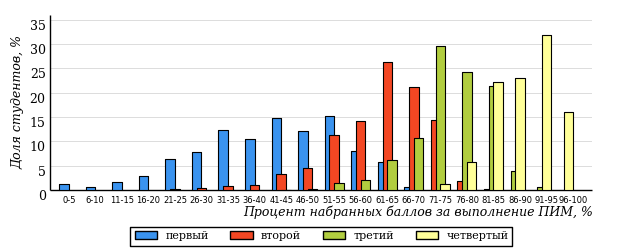 Доля студентов, %
35
30
25
20
15
10
5
0
0-5 6-10 11-15 16-20 21-25 26-30 31-35 36-40 41-45 46-50 51-55 56-60 61-65 66-70 71-75 76-80 81-85 86-90 91-95 96-100
Процент набранных баллов за выполнение ПИМ, %
первый второй третий четвертый